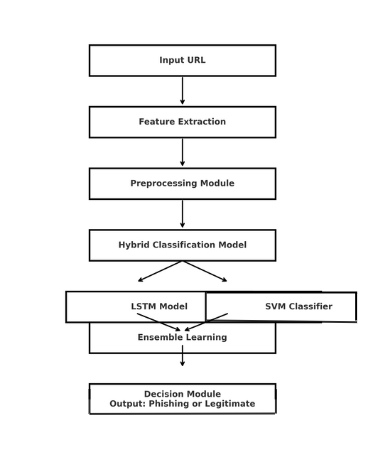 Input URL
Feature Extraction
Preprocessing Module
Hybrid Classification Model
LSTM Model
SVM Classifier
Ensemble Learning
Decision Module
Output: Phishing or Legitimate